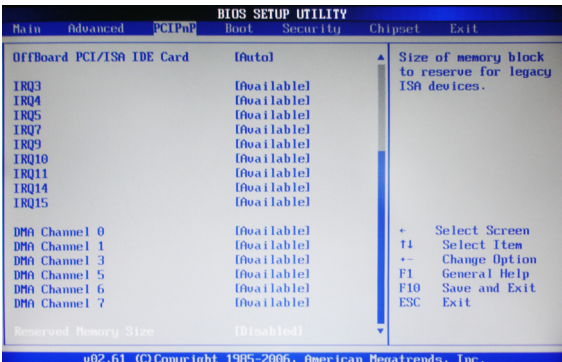 BIOS SETUP UTILITY
Main Advanced PCIPnP Boot Security Chipset Exit
OffBoard PCI/ISA IDE Card [Auto]
IRQ3 [Available]
IRQ4 [Available]
IRQ5 [Available]
IRQ7 [Available]
IRQ9 [Available]
IRQ10 [Available]
IRQ11 [Available]
IRQ14 [Available]
IRQ15 [Available]
DMA Channel 0 [Available]
DMA Channel 1 [Available]
DMA Channel 3 [Available]
DMA Channel 5 [Available]
DMA Channel 6 [Available]
DMA Channel 7 [Available]
Reserved Memory Size [Disabled]
Size of memory block
to reserve for legacy
ISA devices.
← Select Screen
↑↓ Select Item
+- Change Option
F1 General Help
F10 Save and Exit
ESC Exit
v02.61 (C)Copyright 1985-2006, American Megatrends, Inc.